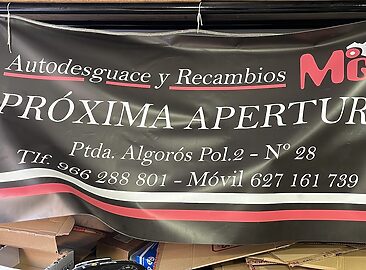 Autodesguace y Recambios
PRÓXIMA APERTUR
Ptda. Algorós Pol.2 - Nº 28
Tlf. 966 288 801 - Móvil 627 161 739